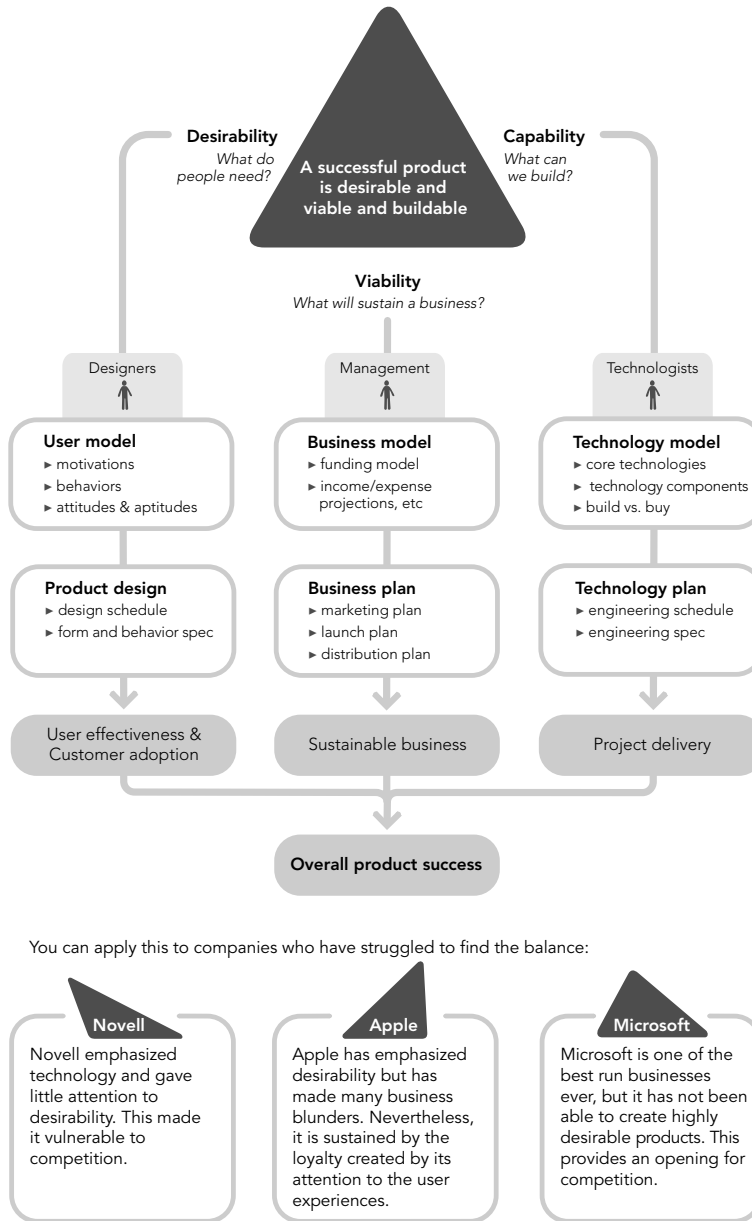 Desirability
What do
people need?
A successful product
is desirable and
viable and buildable
Capability
What can
we build?
Viability
What will sustain a business?
Designers
User model
► motivations
► behaviors
► attitudes & aptitudes
Product design
► design schedule
► form and behavior spec
User effectiveness &
Customer adoption
Management
Business model
► funding model
► income/expense
projections, etc
Business plan
► marketing plan
► launch plan
► distribution plan
Sustainable business
Technologists
Technology model
► core technologies
► technology components
► build vs. buy
Technology plan
► engineering schedule
► engineering spec
Project delivery
Overall product success
You can apply this to companies who have struggled to find the balance:
Novell
Novell emphasized
technology and gave
little attention to
desirability. This made
it vulnerable to
competition.
Apple
Apple has emphasized
desirability but has
made many business
blunders. Nevertheless,
it is sustained by the
loyalty created by its
attention to the user
experiences.
Microsoft
Microsoft is one of the
best run businesses
ever, but it has not been
able to create highly
desirable products. This
provides an opening for
competition.